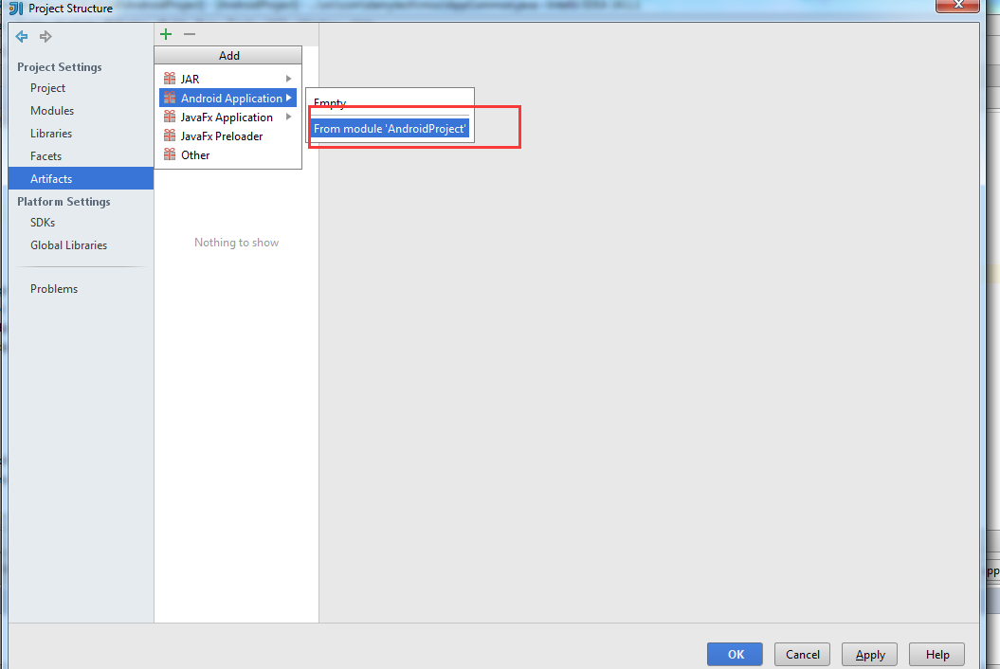 Project Structure
Add
Project Settings
JAR
Project
Android Application
Empty
Modules
JavaFx Application
From module 'AndroidProject'
Libraries
JavaFx Preloader
Facets
Other
Artifacts
Platform Settings
SDKs
Nothing to show
Global Libraries
Problems
pp
OK
Cancel
Apply
Help